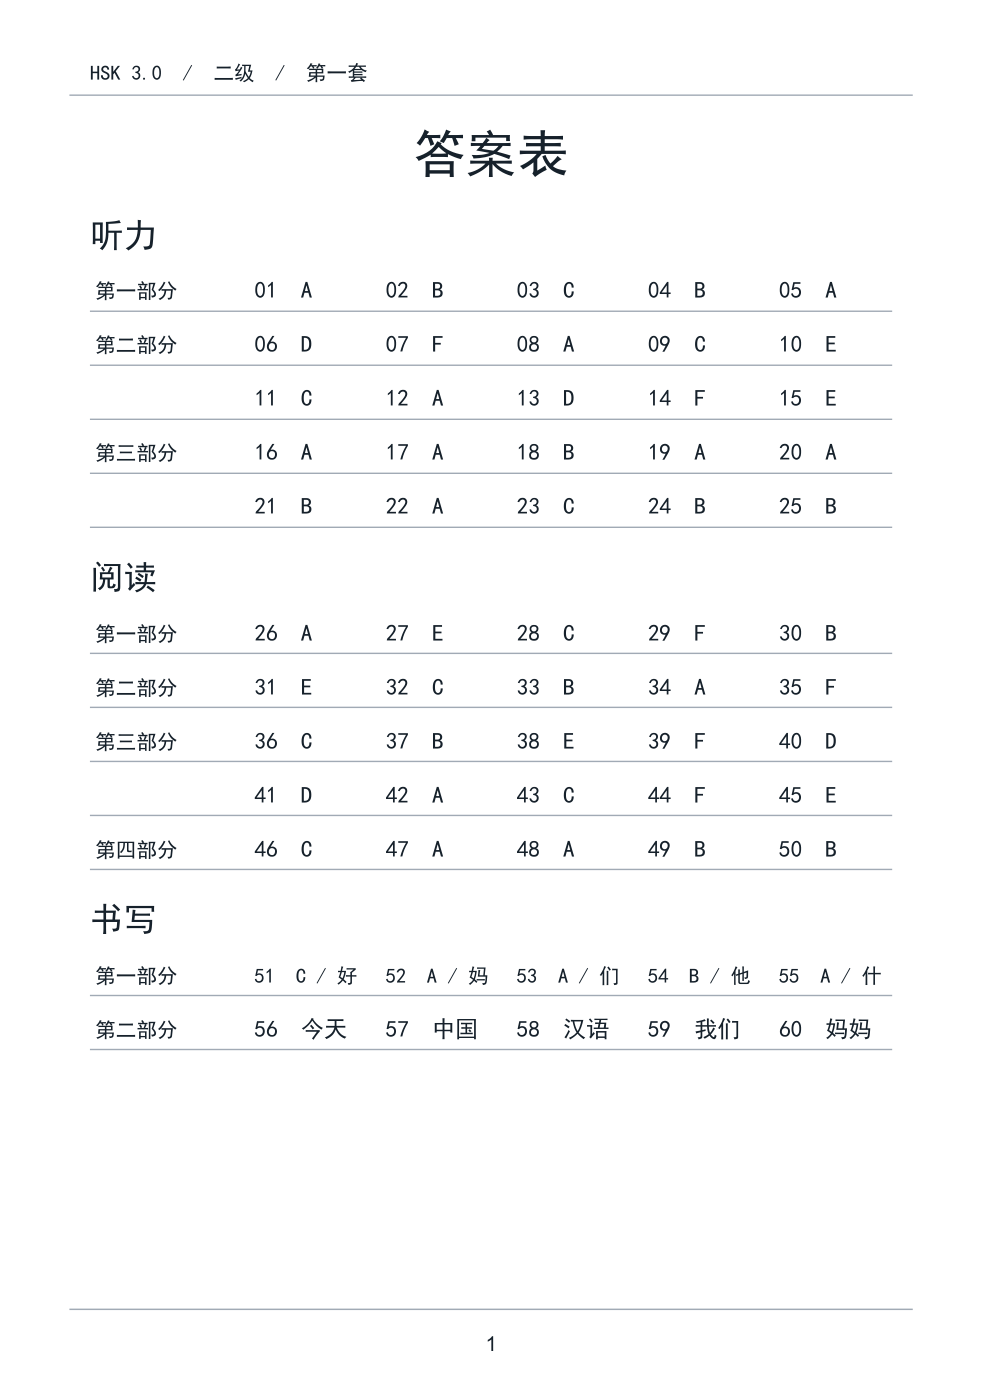 HSK 3.0 / 二级 / 第一套
答案表
听力
第一部分 01 A 02 B 03 C 04 B 05 A
第二部分 06 D 07 F 08 A 09 C 10 E
11 C 12 A 13 D 14 F 15 E
第三部分 16 A 17 A 18 B 19 A 20 A
21 B 22 A 23 C 24 B 25 B
阅读
第一部分 26 A 27 E 28 C 29 F 30 B
第二部分 31 E 32 C 33 B 34 A 35 F
第三部分 36 C 37 B 38 E 39 F 40 D
41 D 42 A 43 C 44 F 45 E
第四部分 46 C 47 A 48 A 49 B 50 B
书写
第一部分 51 C / 好 52 A / 妈 53 A / 们 54 B / 他 55 A / 什
第二部分 56 今天 57 中国 58 汉语 59 我们 60 妈妈
1